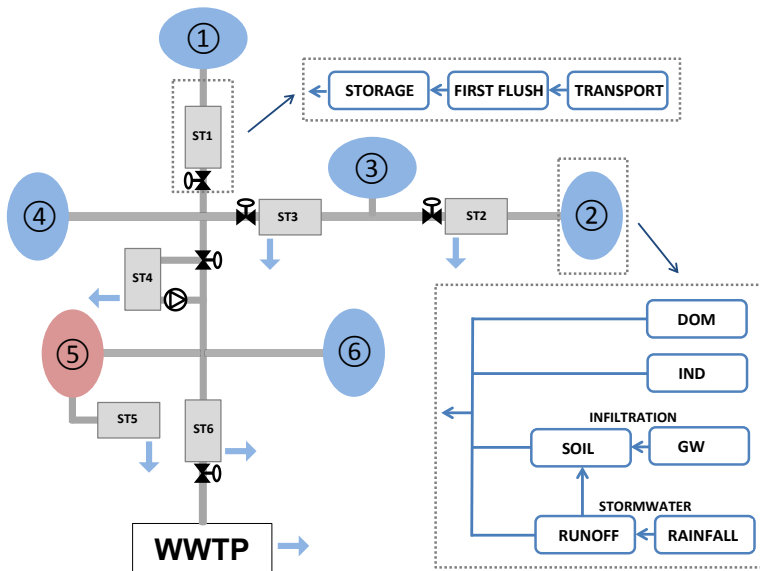 ①
STORAGE
FIRST FLUSH
TRANSPORT
ST1
③
④
ST3
ST2
②
ST4
⑤
⑥
DOM
IND
INFILTRATION
SOIL
GW
ST5
ST6
STORMWATER
RUNOFF
RAINFALL
WWTP